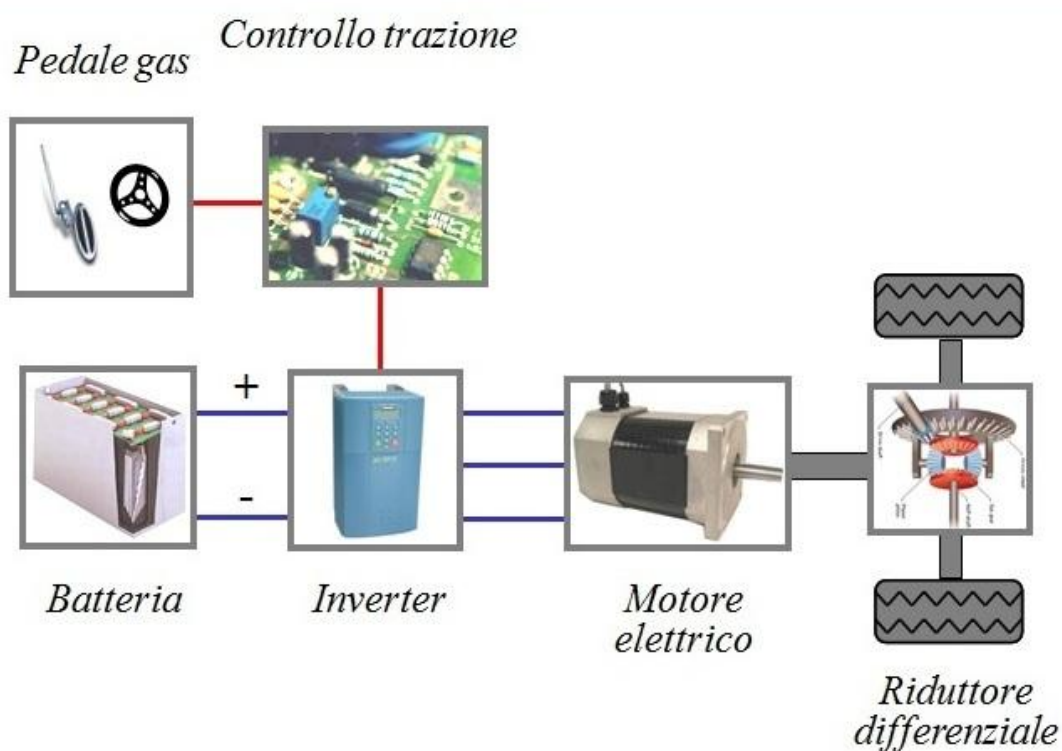 Controllo trazione
Pedale gas
+
-
Batteria
Inverter
Motore
elettrico
Riduttore
differenziale